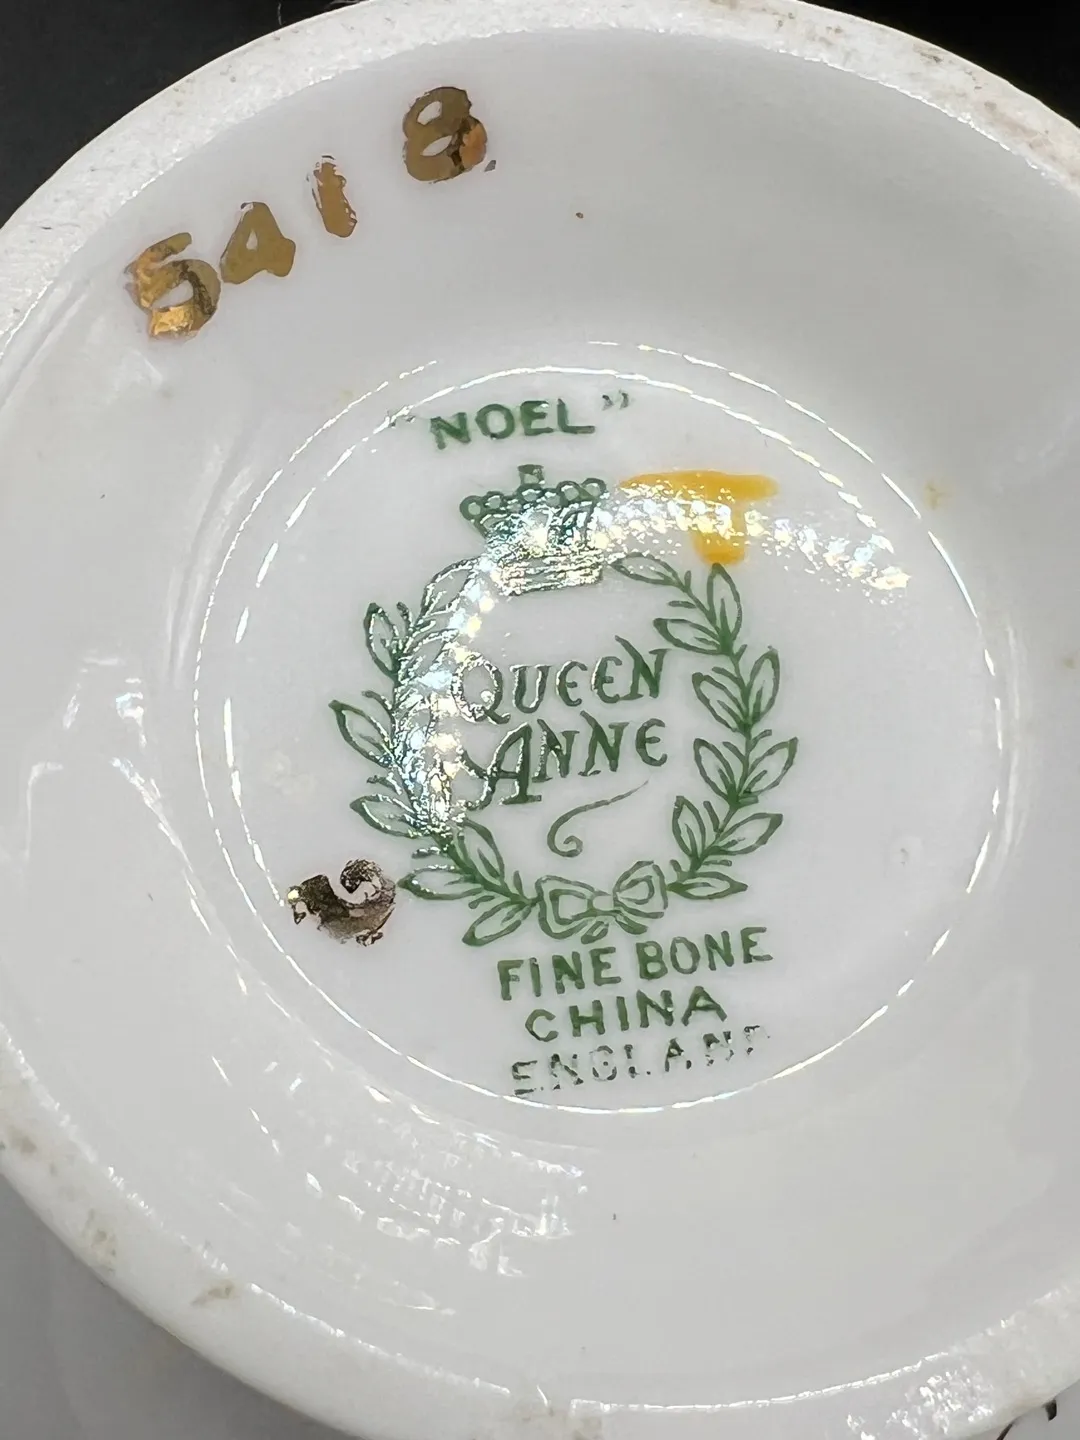 5418
"NOEL"
QUEEN
ANNE
FINE BONE
CHINA
ENGLAND